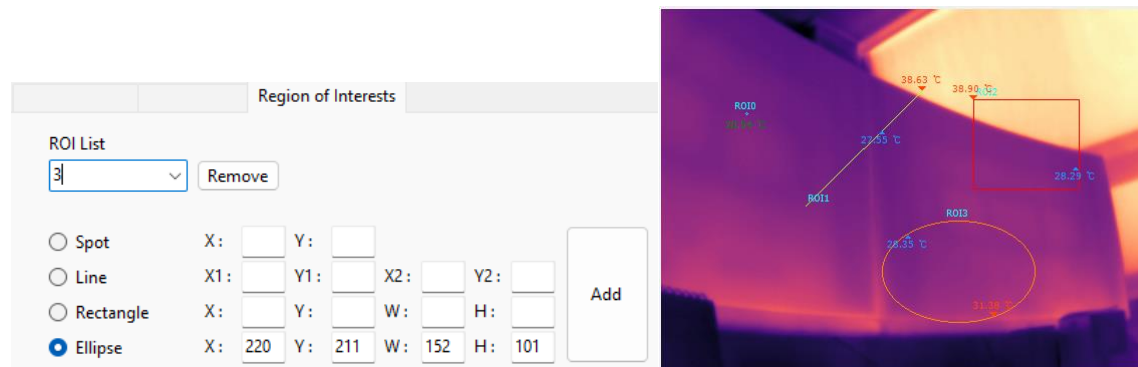 Region of Interests
ROI List
3
Remove
Spot X: Y:
Line X1: Y1: X2: Y2:
Rectangle X: Y: W: H:
Ellipse X: 220 Y: 211 W: 152 H: 101
Add
38.63 ℃
38.90 ℃
ROI2
ROI0
27.55 ℃
28.29 ℃
ROI1
ROI3
28.35 ℃
31.38 ℃